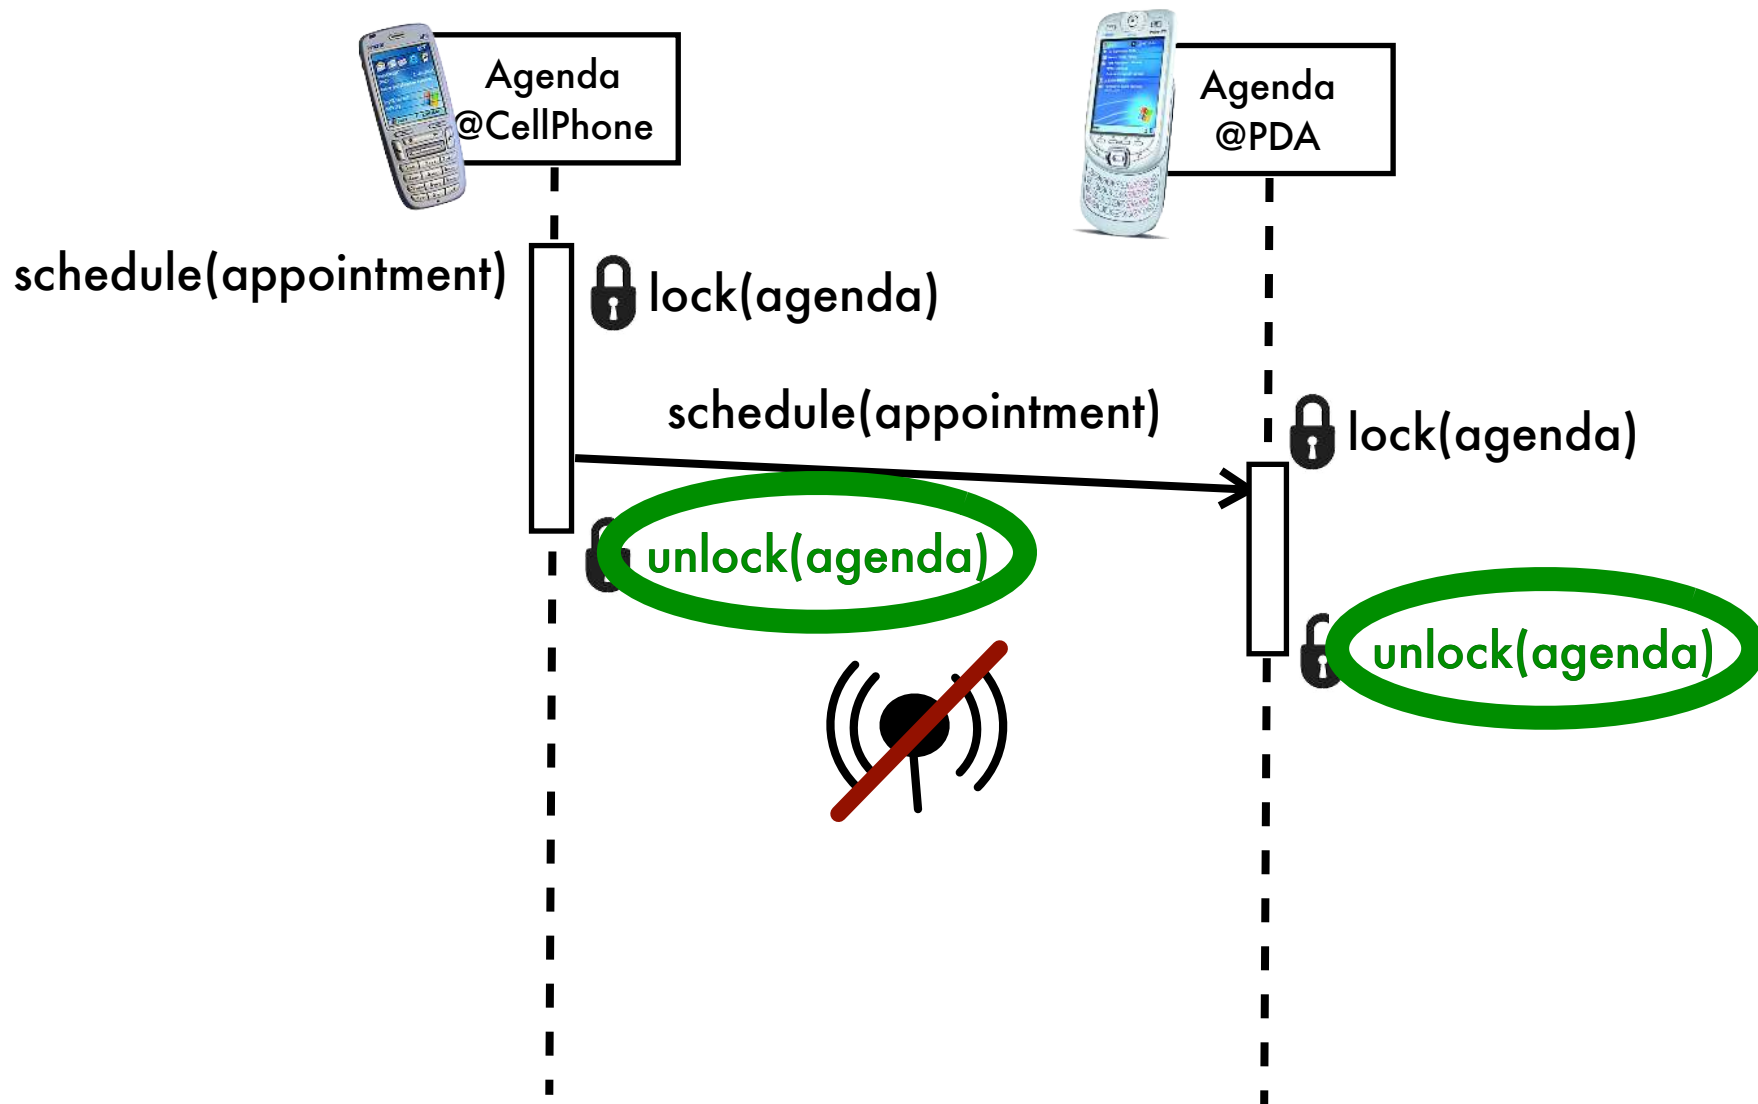 Agenda
@CellPhone
Agenda
@PDA
schedule(appointment)
lock(agenda)
schedule(appointment)
lock(agenda)
unlock(agenda)
unlock(agenda)